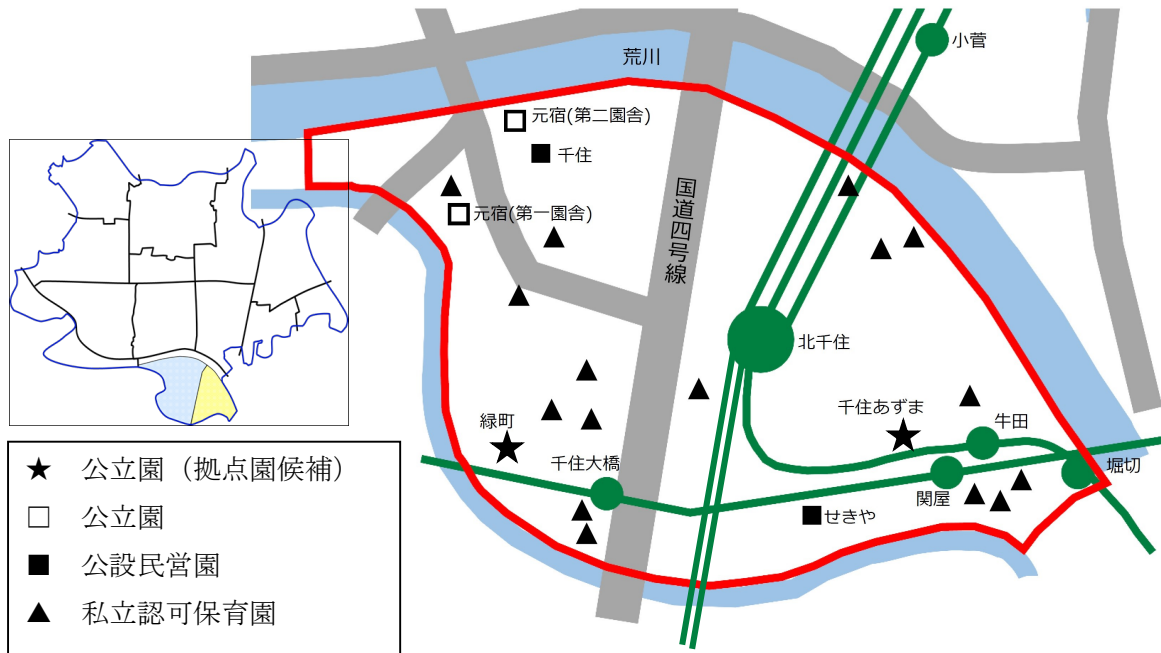 小菅
荒川
元宿(第二園舎)
千住
元宿(第一園舎)
国道四号線
北千住
千住あずま
緑町
牛田
千住大橋
堀切
関屋
せきや
★ 公立園（拠点園候補）
□ 公立園
■ 公設民営園
▲ 私立認可保育園